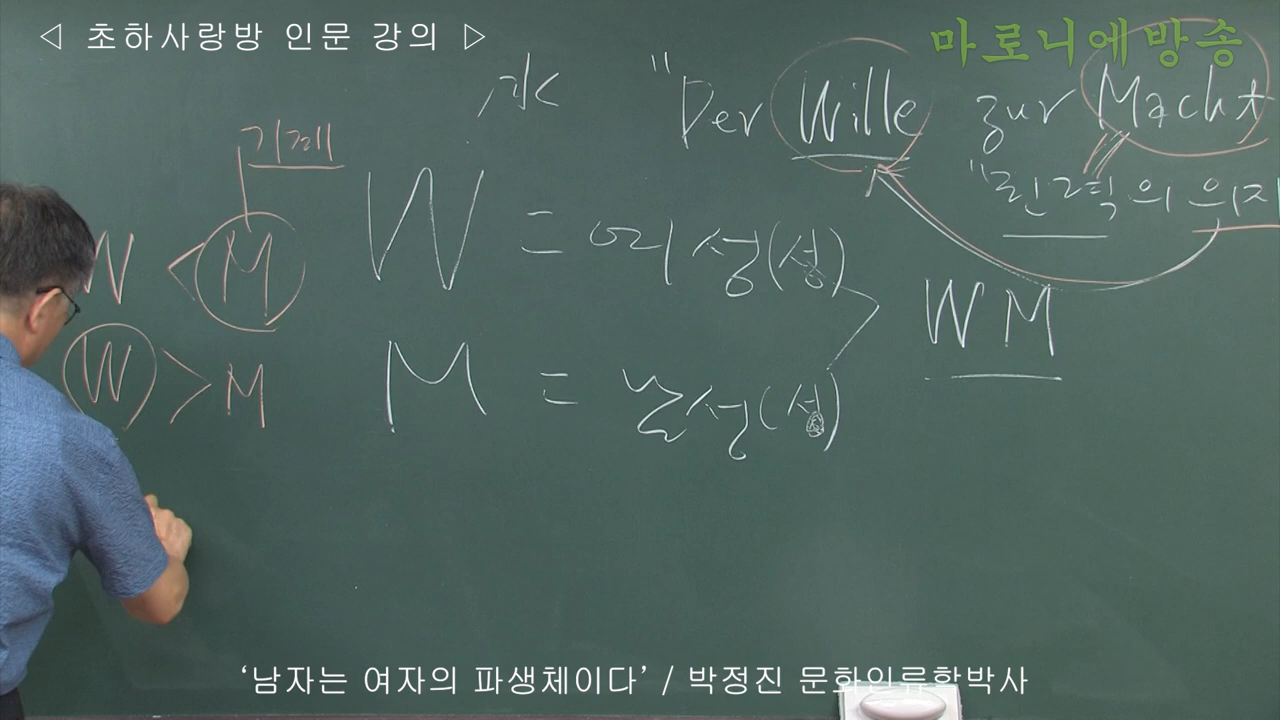 ◁ 초하사랑방 인문 강의 ▷
마로니에방송
水
"Der Wille zur Macht
"권력의 의지
기계
W < M
W > M
W = 여성(성)
M = 남성(성)
W M
‘남자는 여자의 파생체이다’ / 박정진 문화인류학박사